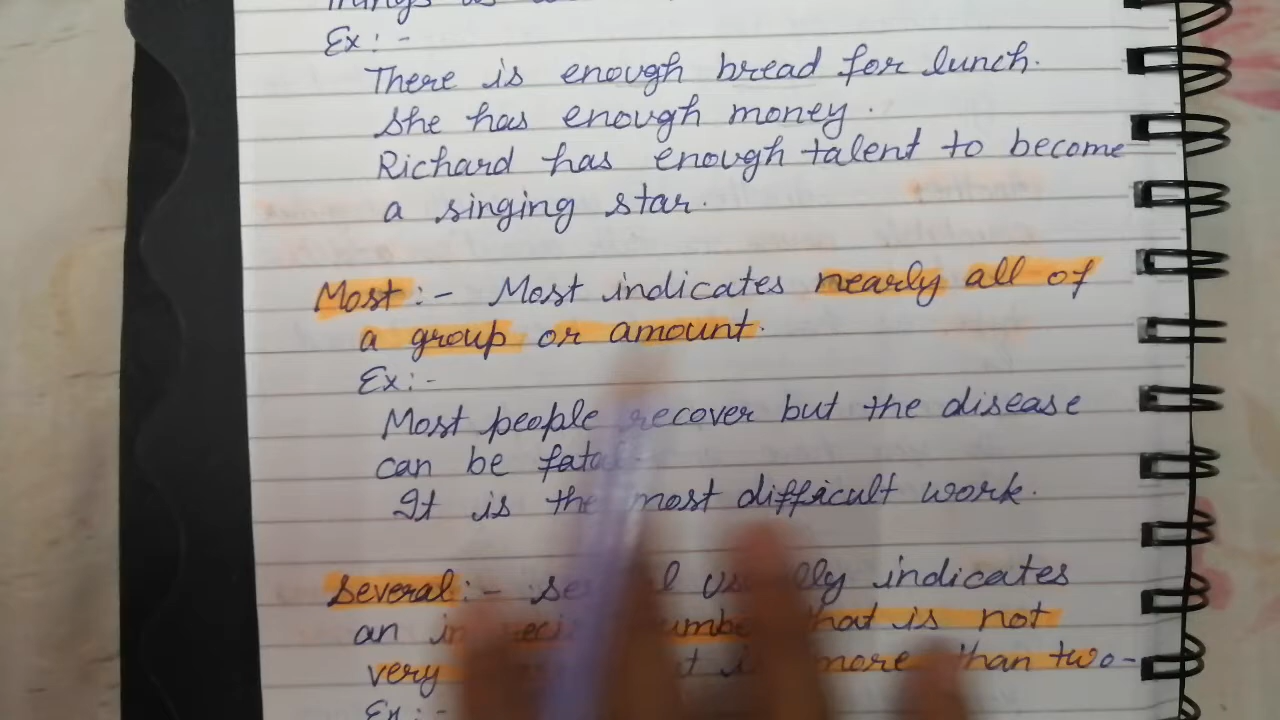 Things
Ex:-
There is enough bread for lunch.
She has enough money.
Richard has enough talent to become
a singing star.
Most:- Most indicates nearly all of
a group or amount.
Ex:-
Most people recover but the disease
can be
It is the most difficult work.
Several:- indicates
an that is not
very more than two-
Ex:-